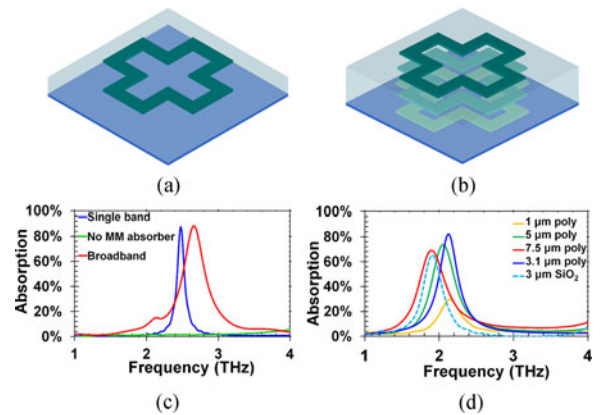 (a)
(b)
Absorption
100%
80%
60%
40%
20%
0%
Single band
No MM absorber
Broadband
1 2 3 4
Frequency (THz)
(c)
Absorption
100%
80%
60%
40%
20%
0%
1 µm poly
5 µm poly
7.5 µm poly
3.1 µm poly
3 µm SiO₂
1 2 3 4
Frequency (THz)
(d)